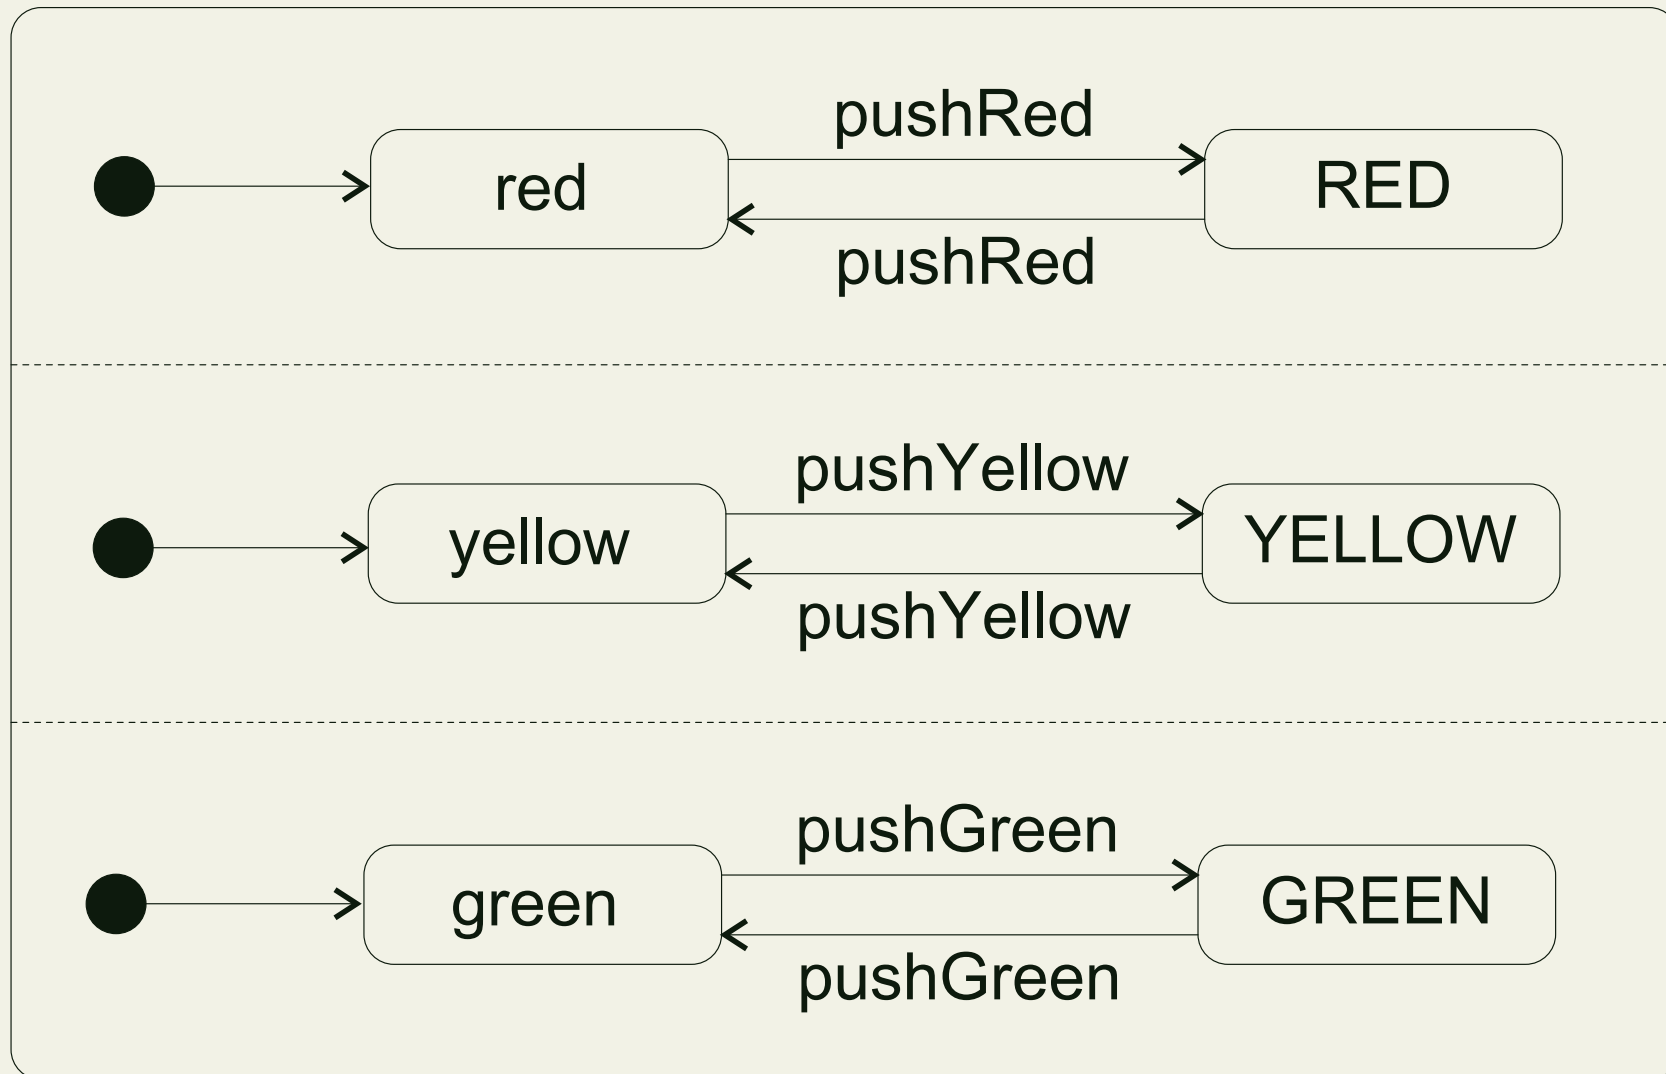 pushRed
red
RED
pushRed
pushYellow
yellow
YELLOW
pushYellow
pushGreen
green
GREEN
pushGreen